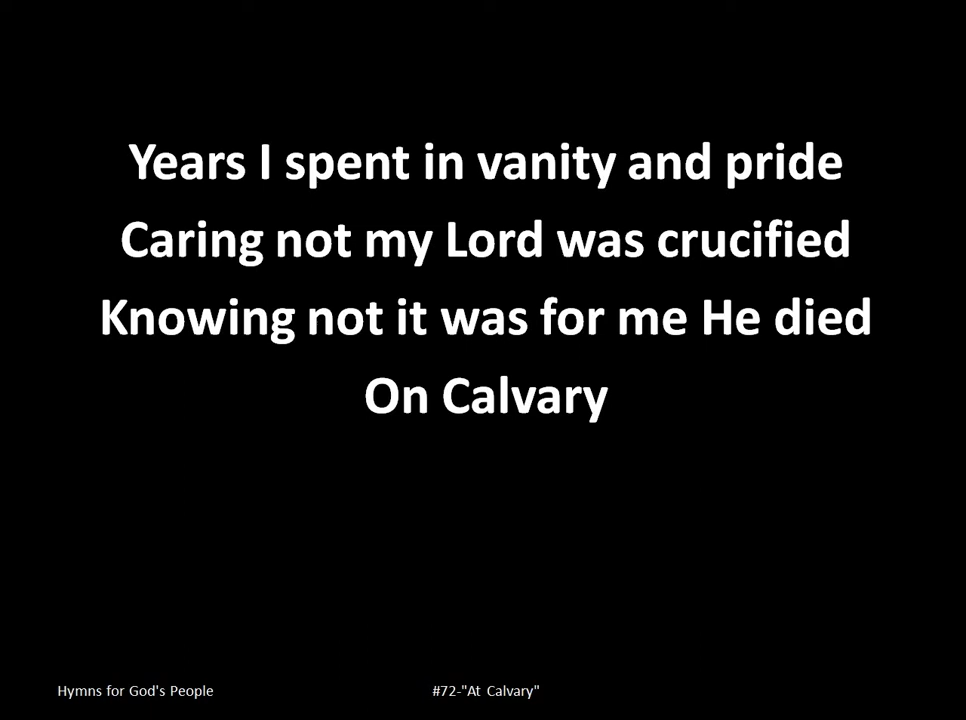 Years I spent in vanity and pride
Caring not my Lord was crucified
Knowing not it was for me He died
On Calvary
Hymns for God's People
#72-"At Calvary"